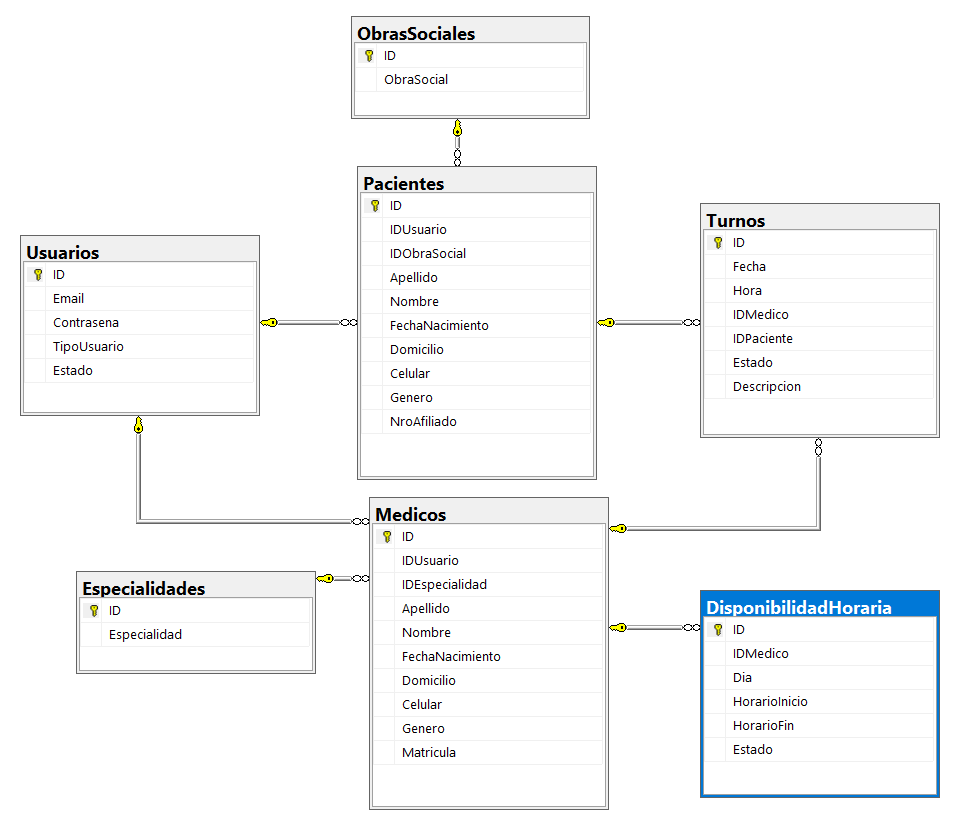 ObrasSociales
ID
ObraSocial
Pacientes
ID
IDUsuario
IDObraSocial
Apellido
Nombre
FechaNacimiento
Domicilio
Celular
Genero
NroAfiliado
Turnos
ID
Fecha
Hora
IDMedico
IDPaciente
Estado
Descripcion
Usuarios
ID
Email
Contrasena
TipoUsuario
Estado
Medicos
ID
IDUsuario
IDEspecialidad
Apellido
Nombre
FechaNacimiento
Domicilio
Celular
Genero
Matricula
Especialidades
ID
Especialidad
DisponibilidadHoraria
ID
IDMedico
Dia
HorarioInicio
HorarioFin
Estado